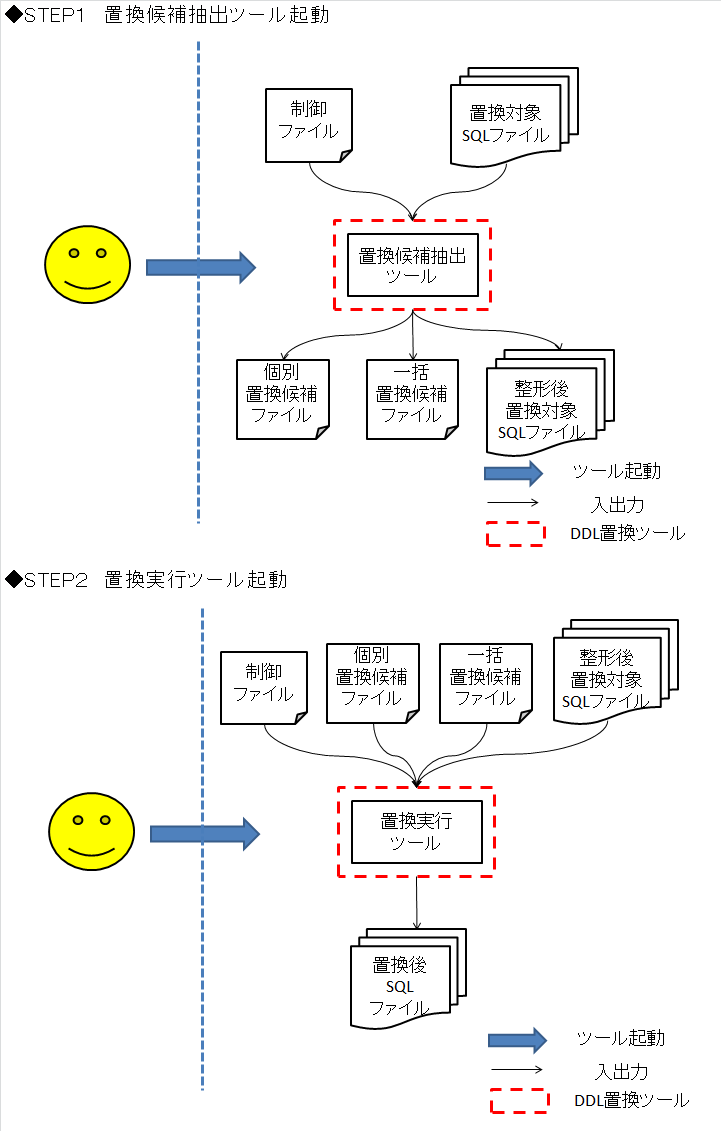 ◆STEP1　置換候補抽出ツール起動
制御
ファイル
置換対象
SQLファイル
置換候補抽出
ツール
個別
置換候補
ファイル
一括
置換候補
ファイル
整形後
置換対象
SQLファイル
ツール起動
入出力
DDL置換ツール
◆STEP2　置換実行ツール起動
制御
ファイル
個別
置換候補
ファイル
一括
置換候補
ファイル
整形後
置換対象
SQLファイル
置換実行
ツール
置換後
SQL
ファイル
ツール起動
入出力
DDL置換ツール